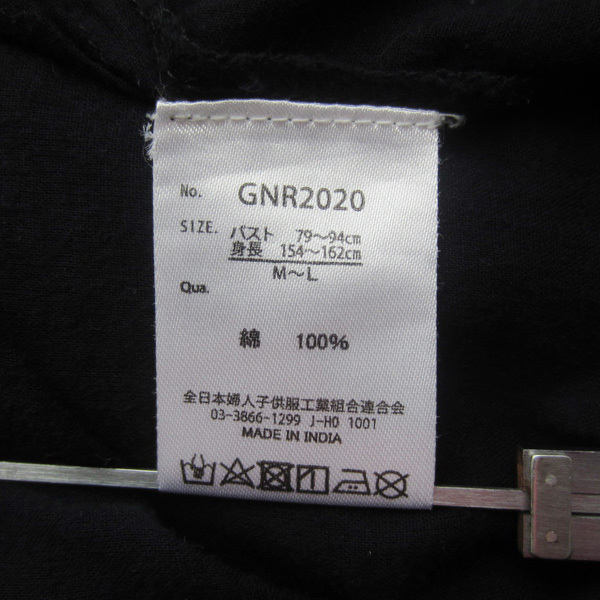 No. GNR2020
SIZE. バスト 79〜94cm
身長 154〜162cm
M〜L
Qua.
綿 100%
全日本婦人子供服工業組合連合会
03-3866-1299 J-HO 1001
MADE IN INDIA